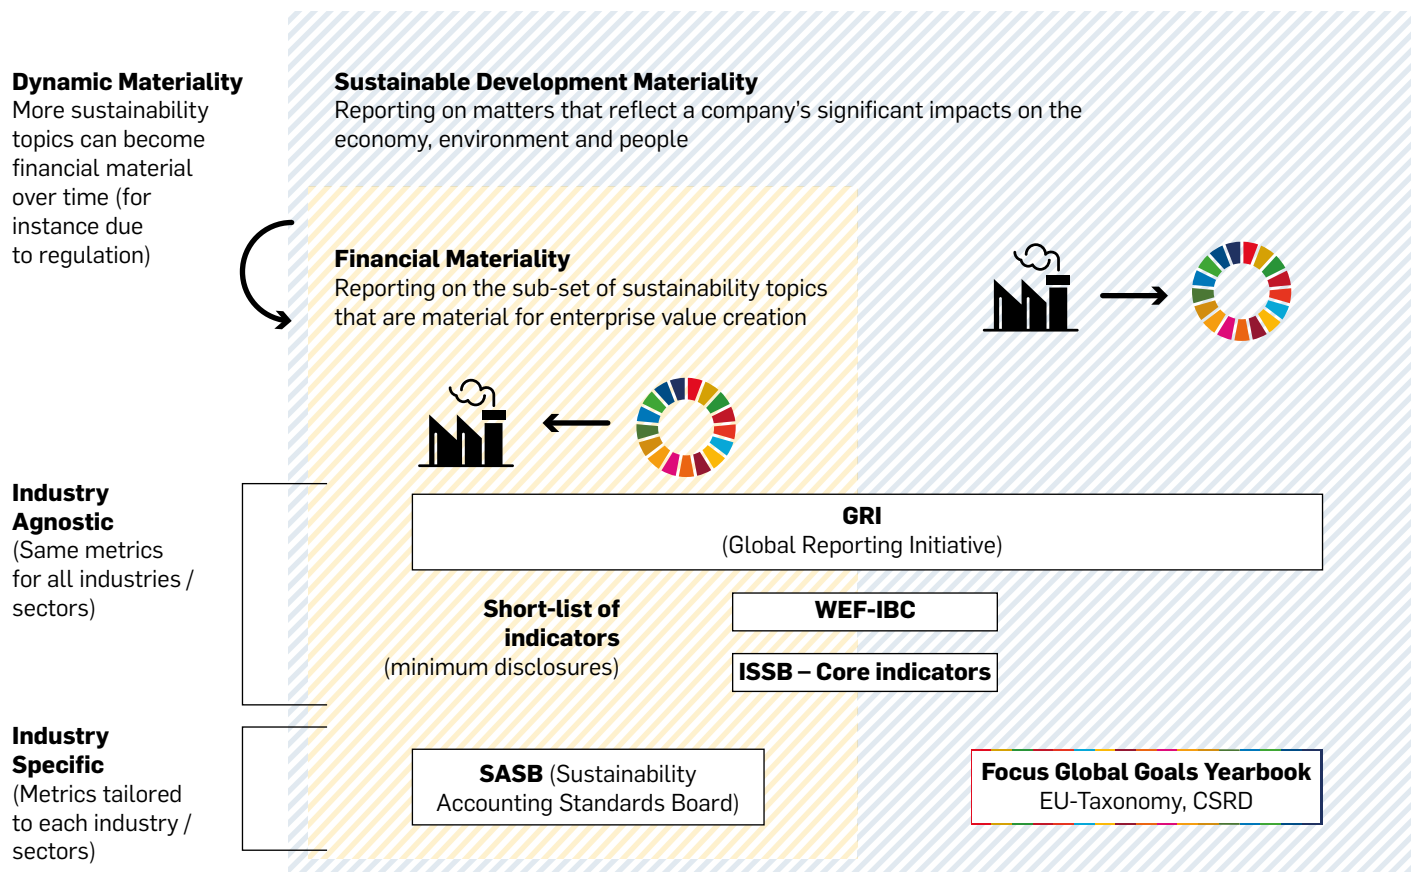 Dynamic Materiality
More sustainability
topics can become
financial material
over time (for
instance due
to regulation)
Sustainable Development Materiality
Reporting on matters that reflect a company's significant impacts on the
economy, environment and people
Financial Materiality
Reporting on the sub-set of sustainability topics
that are material for enterprise value creation
Industry
Agnostic
(Same metrics
for all industries /
sectors)
GRI
(Global Reporting Initiative)
Short-list of
indicators
(minimum disclosures)
WEF-IBC
ISSB – Core indicators
Industry
Specific
(Metrics tailored
to each industry /
sectors)
SASB (Sustainability
Accounting Standards Board)
Focus Global Goals Yearbook
EU-Taxonomy, CSRD